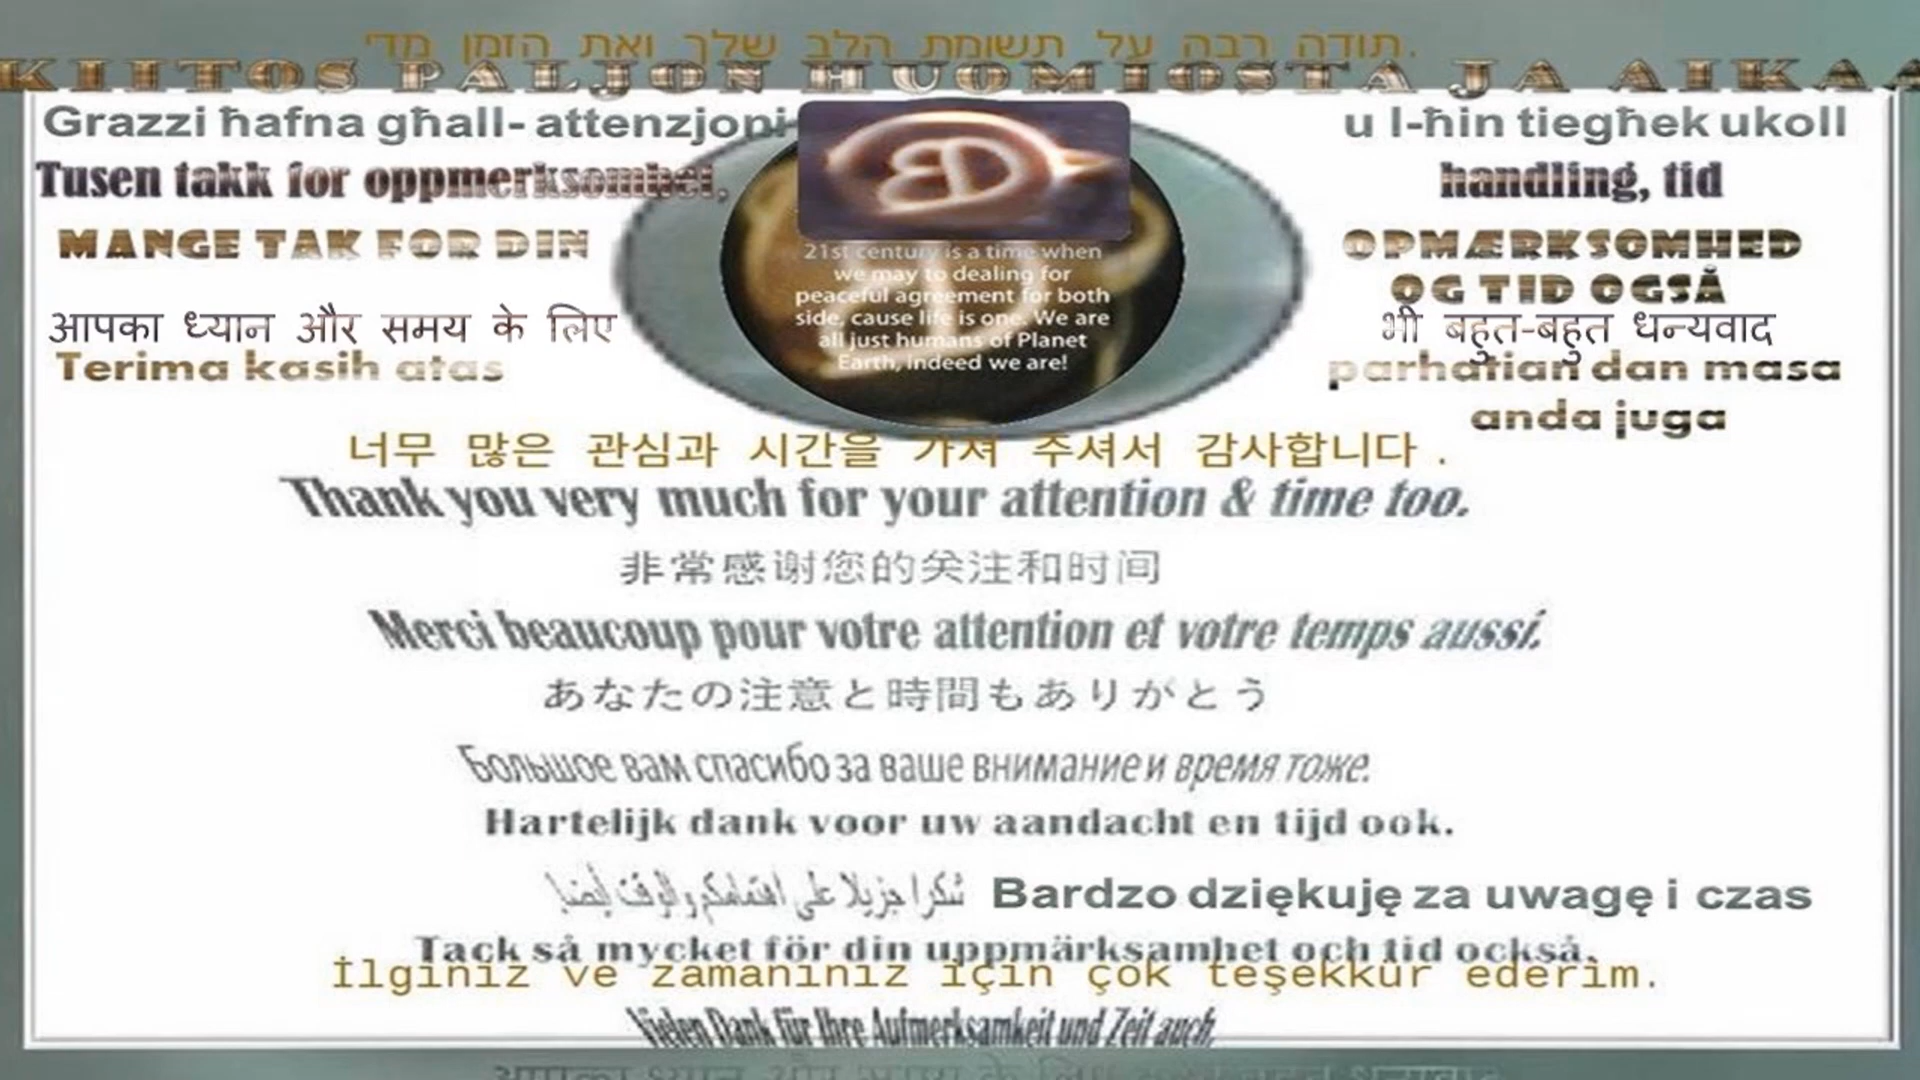 תודה רבה על תשומת הלב שלך ואת הזמן מדי.
KIITOS PALJON HUOMIOSTA JA AIKAA
Grazzi ħafna għall- attenzjoni u l-ħin tiegħek ukoll
Tusen takk for oppmerksomhet, handling, tid
MANGE TAK FOR DIN OPMÆRKSOMHED
OG TID OGSÅ
आपका ध्यान और समय के लिए भी बहुत-बहुत धन्यवाद
Terima kasih atas parhatian dan masa
anda juga
21st century is a time when
we may to dealing for
peaceful agreement for both
side, cause life is one. We are
all just humans of Planet
Earth, indeed we are!
너무 많은 관심과 시간을 가져 주셔서 감사합니다 .
Thank you very much for your attention & time too.
非常感谢您的关注和时间
Merci beaucoup pour votre attention et votre temps aussi.
あなたの注意と時間もありがとう
Большое вам спасибо за ваше внимание и время тоже.
Hartelijk dank voor uw aandacht en tijd ook.
شكرا جزيلا على اهتمامكم والوقت أيضا
Bardzo dziękuję za uwagę i czas
Tack så mycket för din uppmärksamhet och tid också.
İlginiz ve zamanınız için çok teşekkür ederim.
Vielen Dank für Ihre Aufmerksamkeit und Zeit auch.